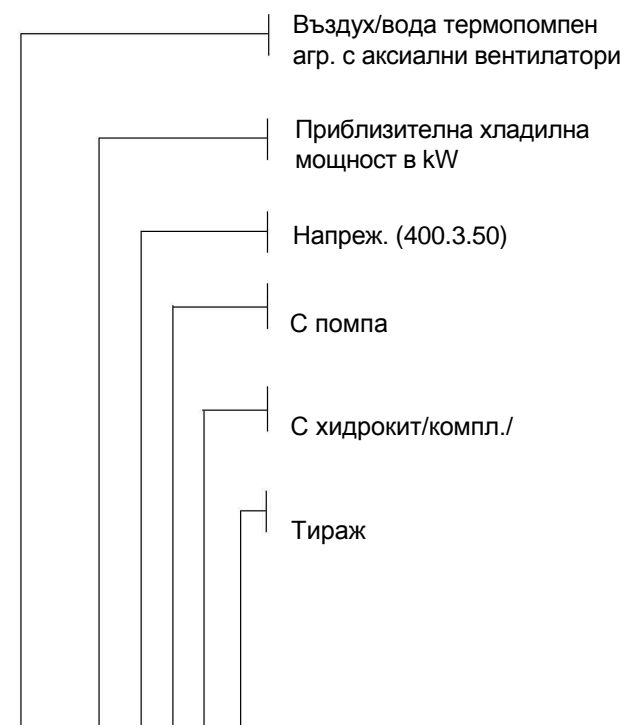 Въздух/вода термопомпен
агр. с аксиални вентилатори
Приблизителна хладилна
мощност в kW
Напреж. (400.3.50)
С помпа
С хидрокит/компл./
Тираж